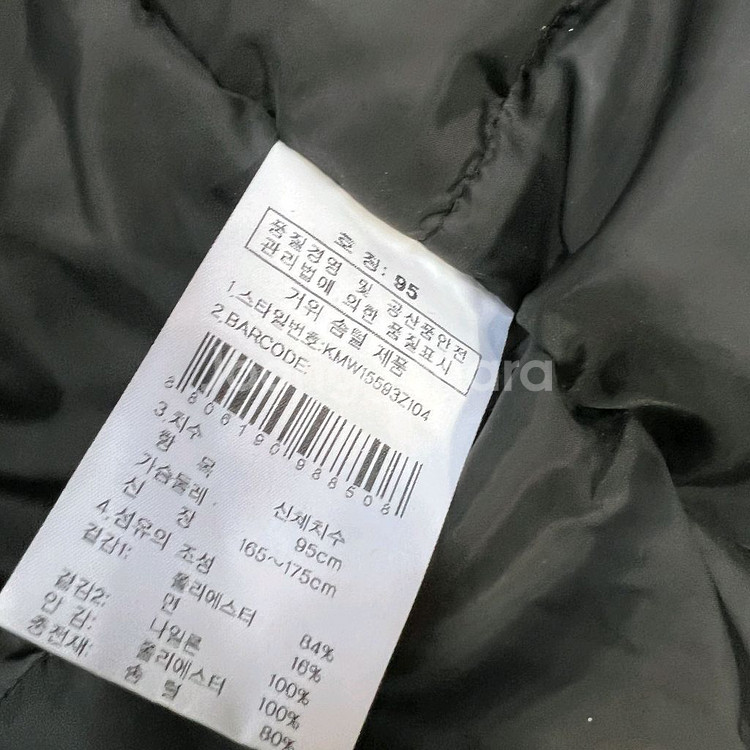 호 칭: 95
품질경영 및 공산품안전
관리법에 의한 품질표시
거위 솜털 제품
1.스타일번호:KMW15593Z104
2.BARCODE:
8806190988508
3.치수
항 목 신체치수
가슴둘레 95cm
신 장 165~175cm
4.섬유의 조성
겉감1: 폴리에스터 84%
면 16%
겉감2: 나일론 100%
안 감: 폴리에스터 100%
충전재: 솜 털 80%